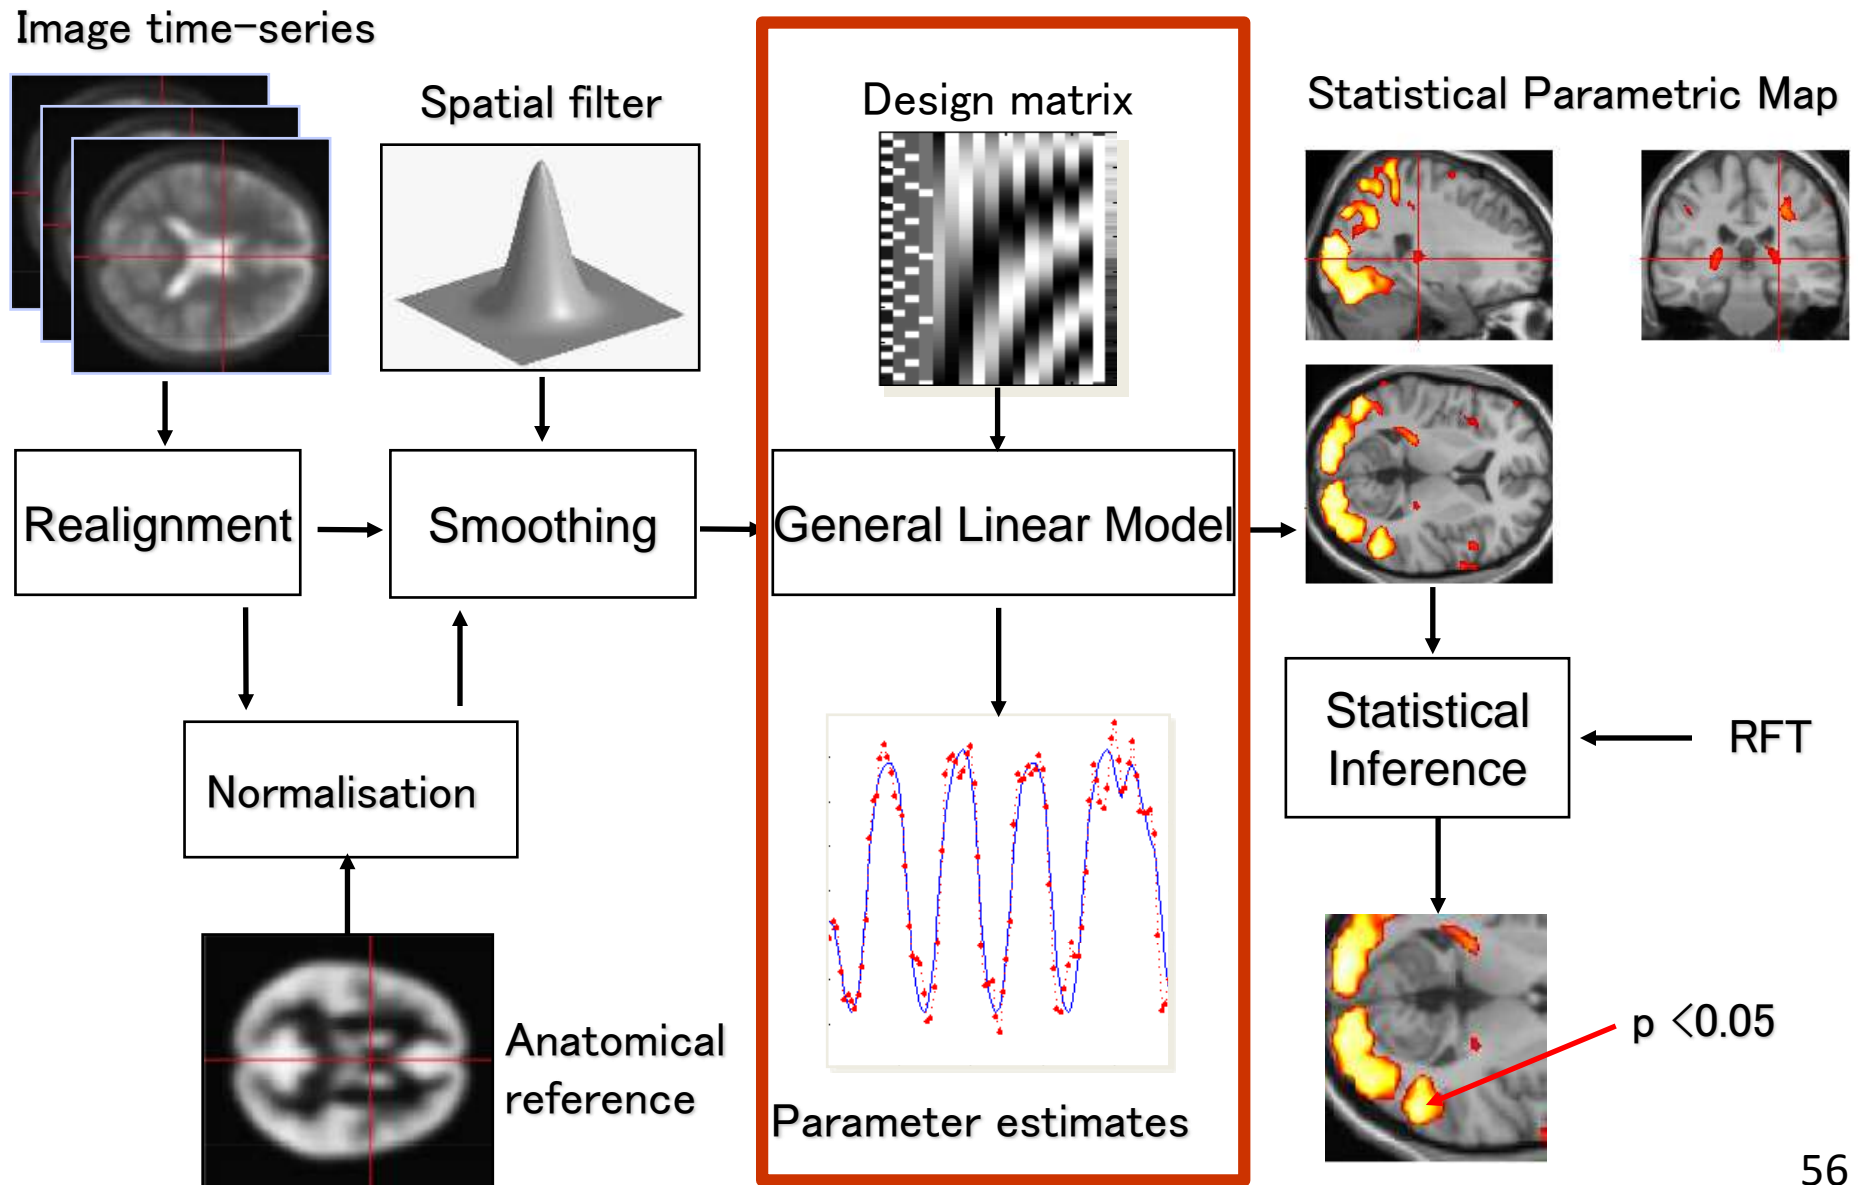 Image time-series
Spatial filter
Design matrix
Statistical Parametric Map
Realignment
Smoothing
General Linear Model
Statistical
Inference
RFT
Normalisation
Anatomical
reference
Parameter estimates
p <0.05
56